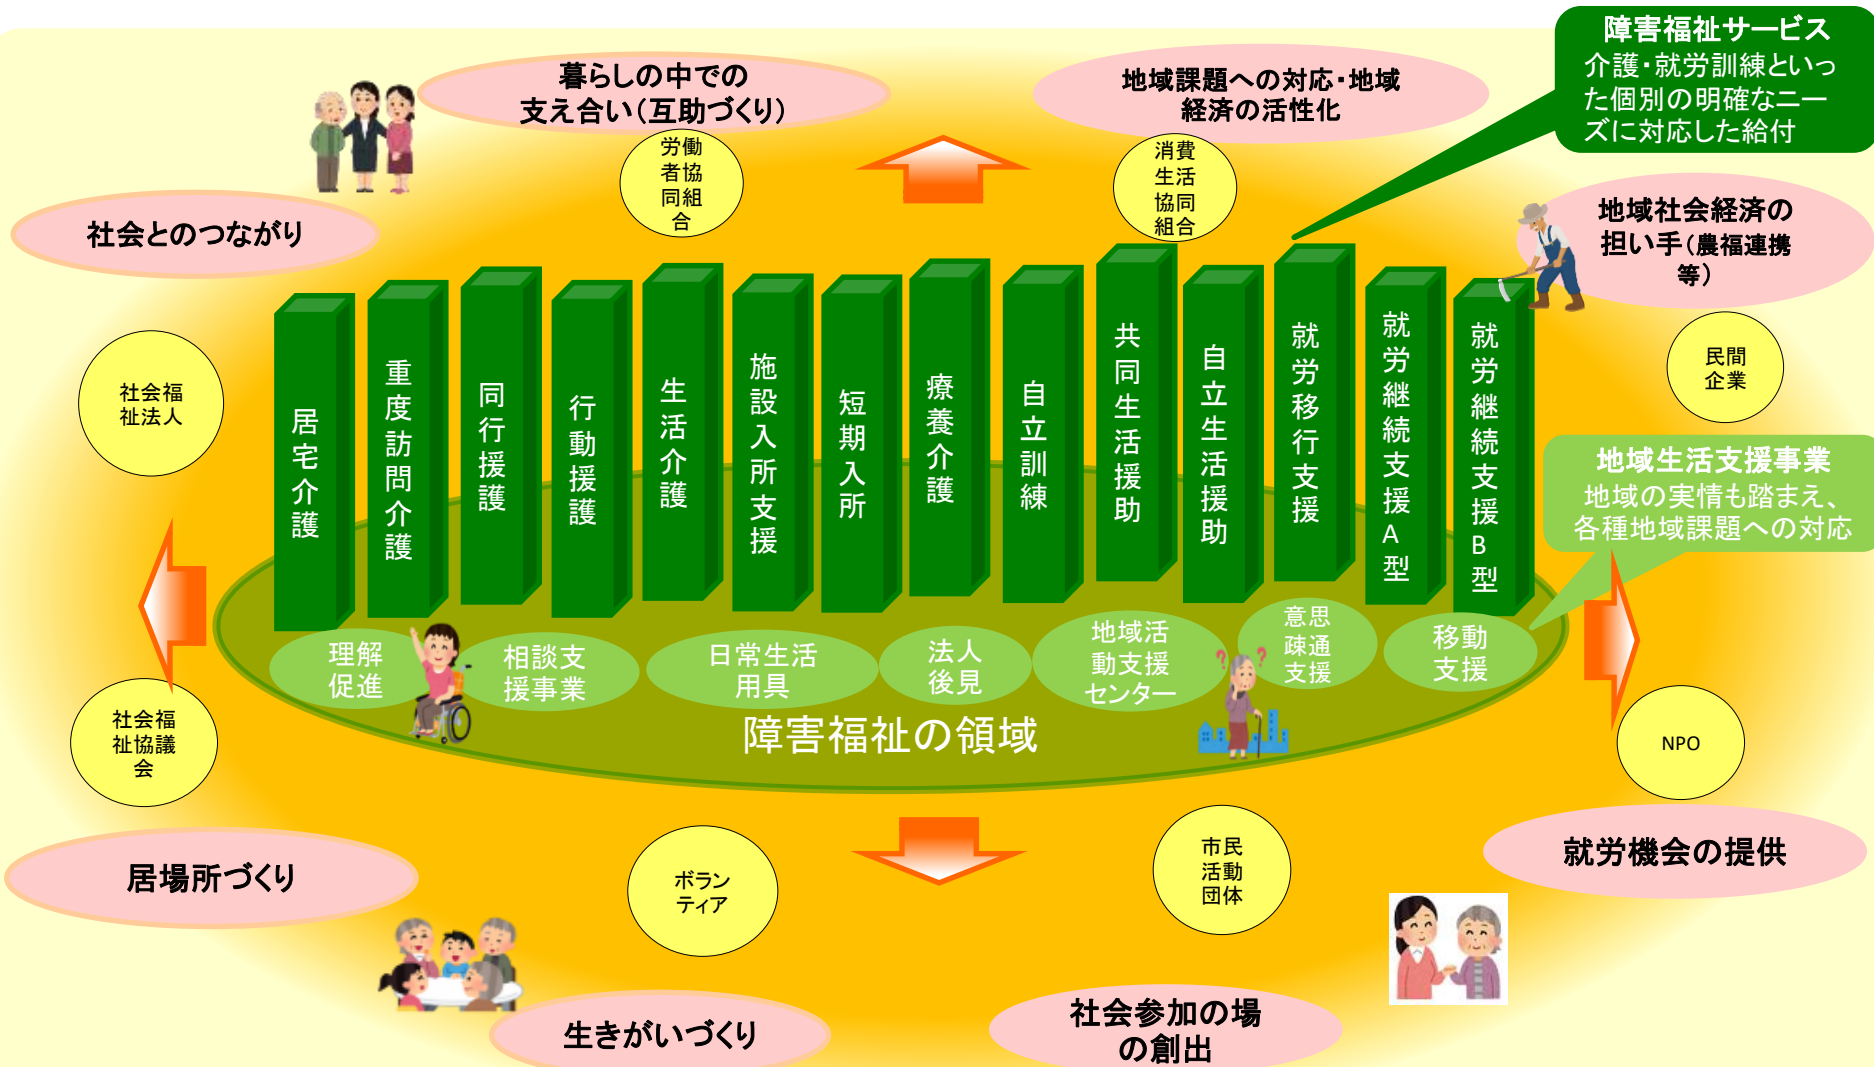 障害福祉サービス
介護・就労訓練といっ
た個別の明確なニー
ズに対応した給付
暮らしの中での
支え合い（互助づくり）
地域課題への対応・地域
経済の活性化
労働
者協
同組
合
消費
生活
協同
組合
社会とのつながり
地域社会経済の
担い手（農福連携
等）
社会福
祉法人
民間
企業
居宅介護
重度訪問介護
同行援護
行動援護
生活介護
施設入所支援
短期入所
療養介護
自立訓練
共同生活援助
自立生活援助
就労移行支援
就労継続支援A型
就労継続支援B型
地域生活支援事業
地域の実情も踏まえ、
各種地域課題への対応
理解
促進
相談支
援事業
日常生活
用具
法人
後見
地域活
動支援
センター
意思
疎通
支援
移動
支援
障害福祉の領域
社会福
祉協議
会
NPO
居場所づくり
ボラン
ティア
市民
活動
団体
就労機会の提供
生きがいづくり
社会参加の場
の創出